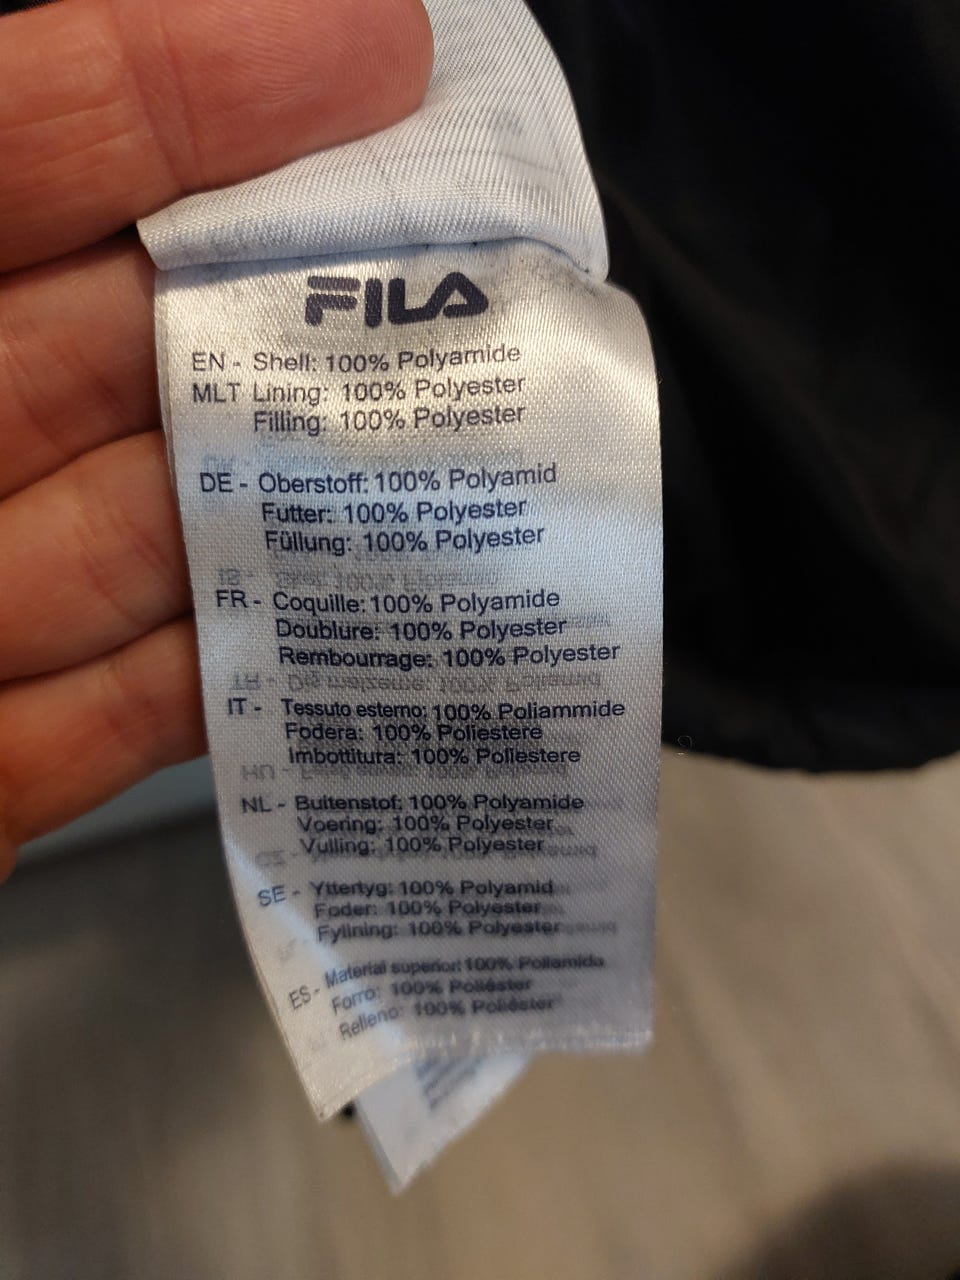 FILA
EN - Shell: 100% Polyamide
MLT Lining: 100% Polyester
Filling: 100% Polyester
DE - Oberstoff: 100% Polyamid
Futter: 100% Polyester
Füllung: 100% Polyester
FR - Coquille: 100% Polyamide
Doublure: 100% Polyester
Rembourrage: 100% Polyester
IT - Tessuto esterno: 100% Poliammide
Fodera: 100% Poliestere
Imbottitura: 100% Poliestere
NL - Buitenstof: 100% Polyamide
Voering: 100% Polyester
Vulling: 100% Polyester
SE - Yttertyg: 100% Polyamid
Foder: 100% Polyester
Fyllning: 100% Polyester
ES - Material superior: 100% Poliamida
Forro: 100% Poliéster
Relleno: 100% Poliéster